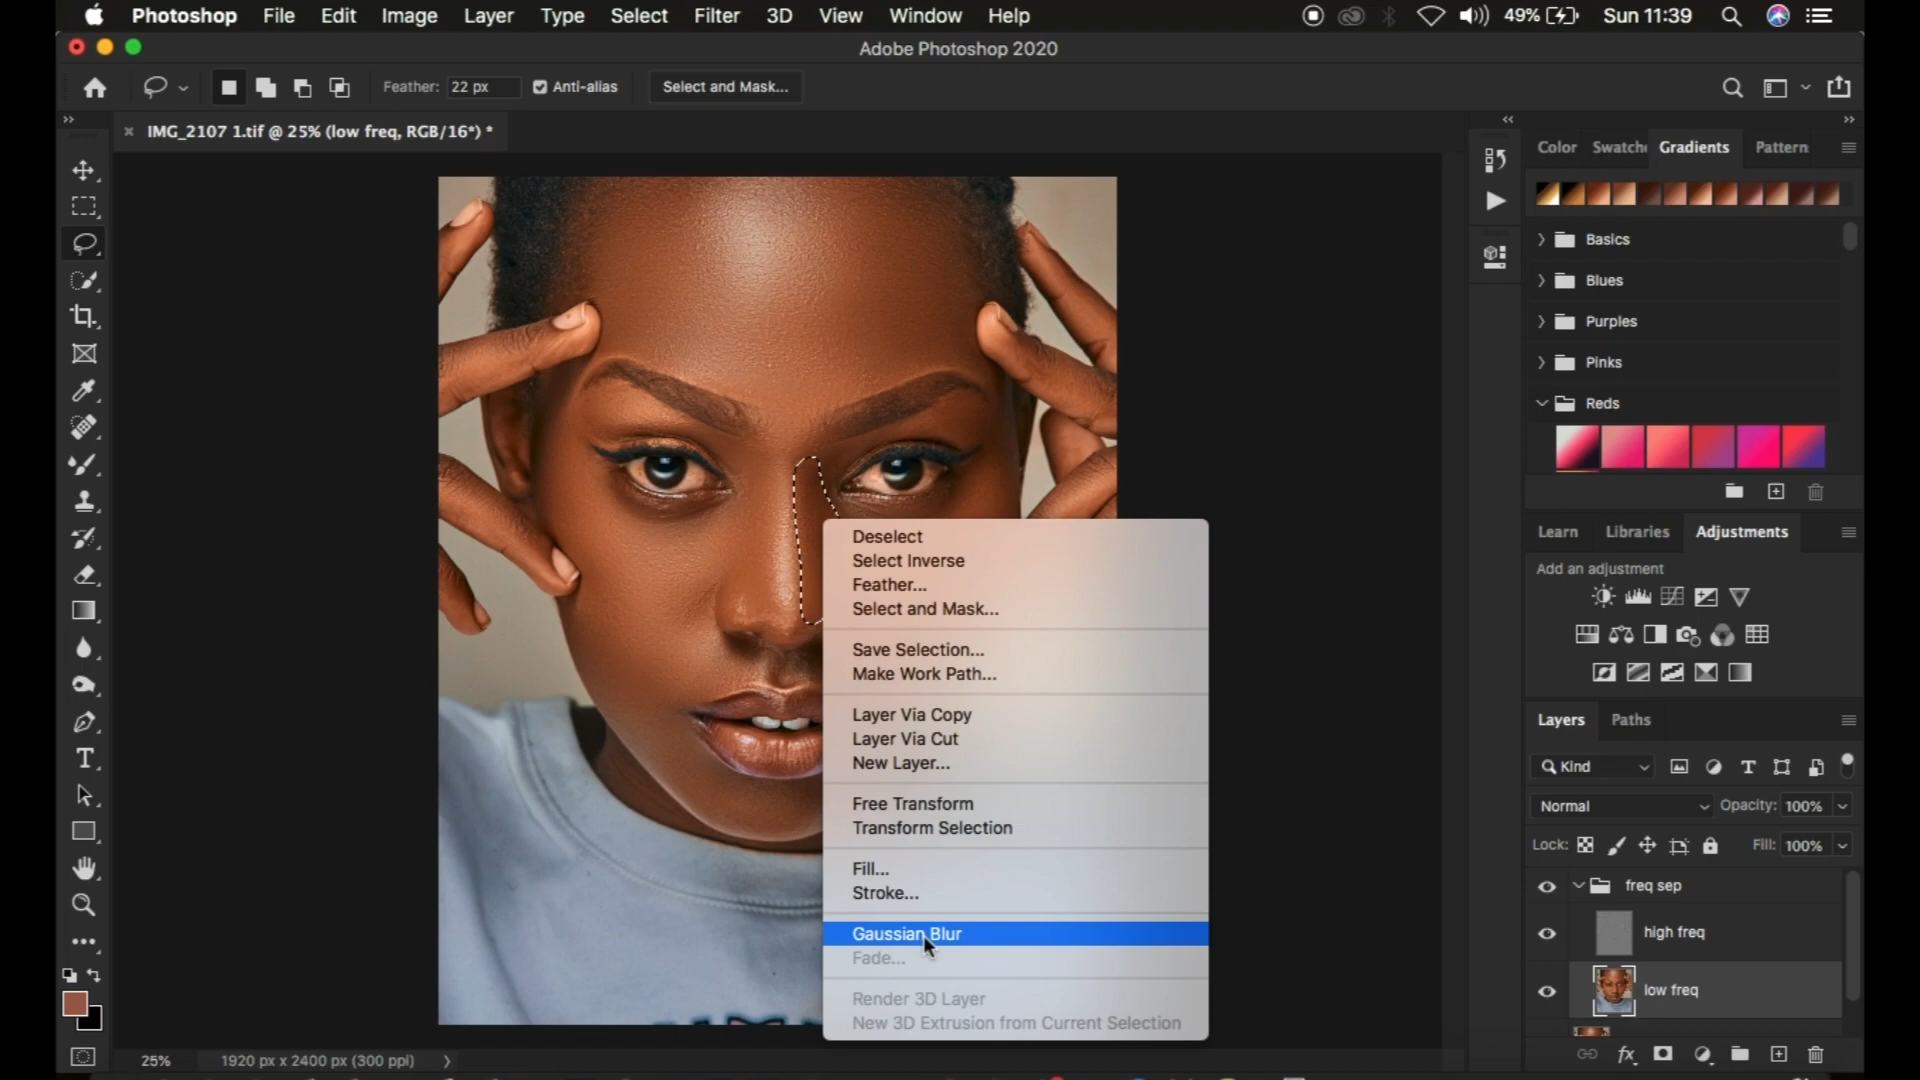 Photoshop File Edit Image Layer Type Select Filter 3D View Window Help 49% Sun 11:39
Adobe Photoshop 2020
Feather: 22 px Anti-alias Select and Mask...
IMG_2107 1.tif @ 25% (low freq, RGB/16*) *
Color Swatche Gradients Pattern
Basics
Blues
Purples
Pinks
Reds
Learn Libraries Adjustments
Add an adjustment
Layers Paths
Kind
Normal Opacity: 100%
Lock: Fill: 100%
freq sep
high freq
low freq
Deselect
Select Inverse
Feather...
Select and Mask...
Save Selection...
Make Work Path...
Layer Via Copy
Layer Via Cut
New Layer...
Free Transform
Transform Selection
Fill...
Stroke...
Gaussian Blur
Fade...
Render 3D Layer
New 3D Extrusion from Current Selection
25% 1920 px x 2400 px (300 ppi)